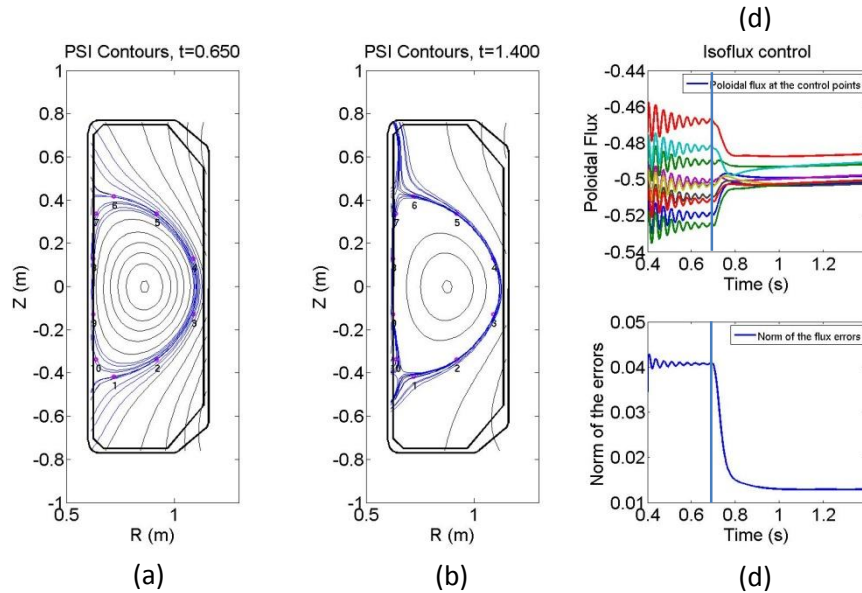 (d)
PSI Contours, t=0.650
1
0.8
0.6
0.4
0.2
0
-0.2
-0.4
-0.6
-0.8
-1
Z (m)
6
5
7
4
9
3
2
1
0.5
1
R (m)
(a)
PSI Contours, t=1.400
1
0.8
0.6
0.4
0.2
0
-0.2
-0.4
-0.6
-0.8
-1
Z (m)
6
5
4
3
2
1
0.5
1
R (m)
(b)
Isoflux control
Poloidal flux at the control points
-0.44
-0.46
-0.48
-0.5
-0.52
-0.54
Poloidal Flux
0.4 0.6 0.8 1 1.2
Time (s)
Norm of the flux errors
0.05
0.04
0.03
0.02
0.01
Norm of the errors
0.4 0.6 0.8 1 1.2
Time (s)
(d)